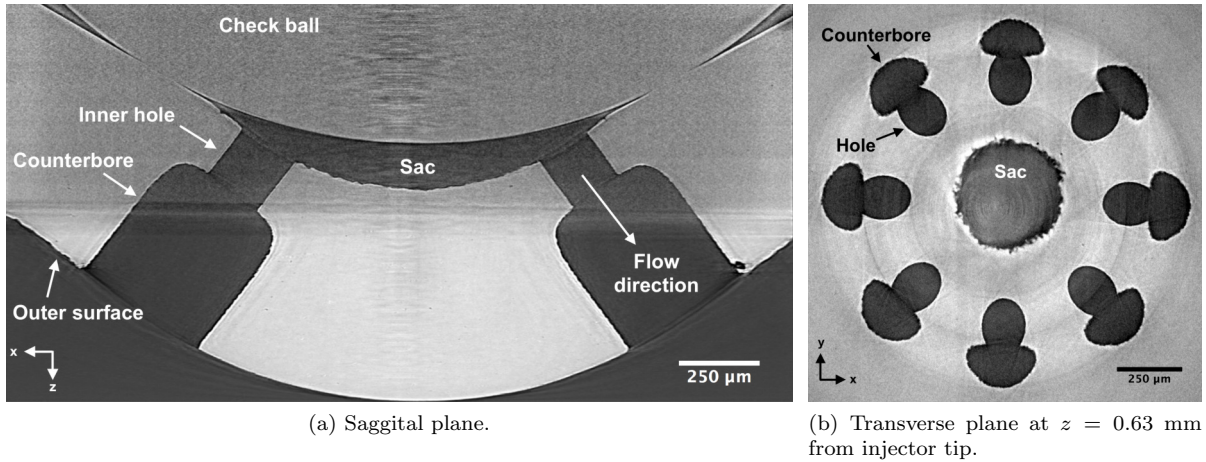 Check ball
Inner hole
Counterbore
Sac
Flow
direction
Outer surface
x
z
250 µm
(a) Saggital plane.
Counterbore
Hole
Sac
y
x
250 µm
(b) Transverse plane at z = 0.63 mm
from injector tip.